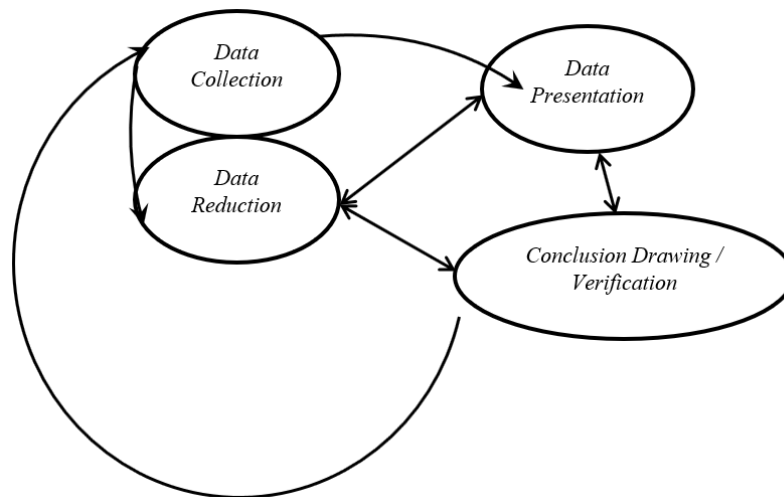 Data
Collection
Data
Presentation
Data
Reduction
Conclusion Drawing /
Verification